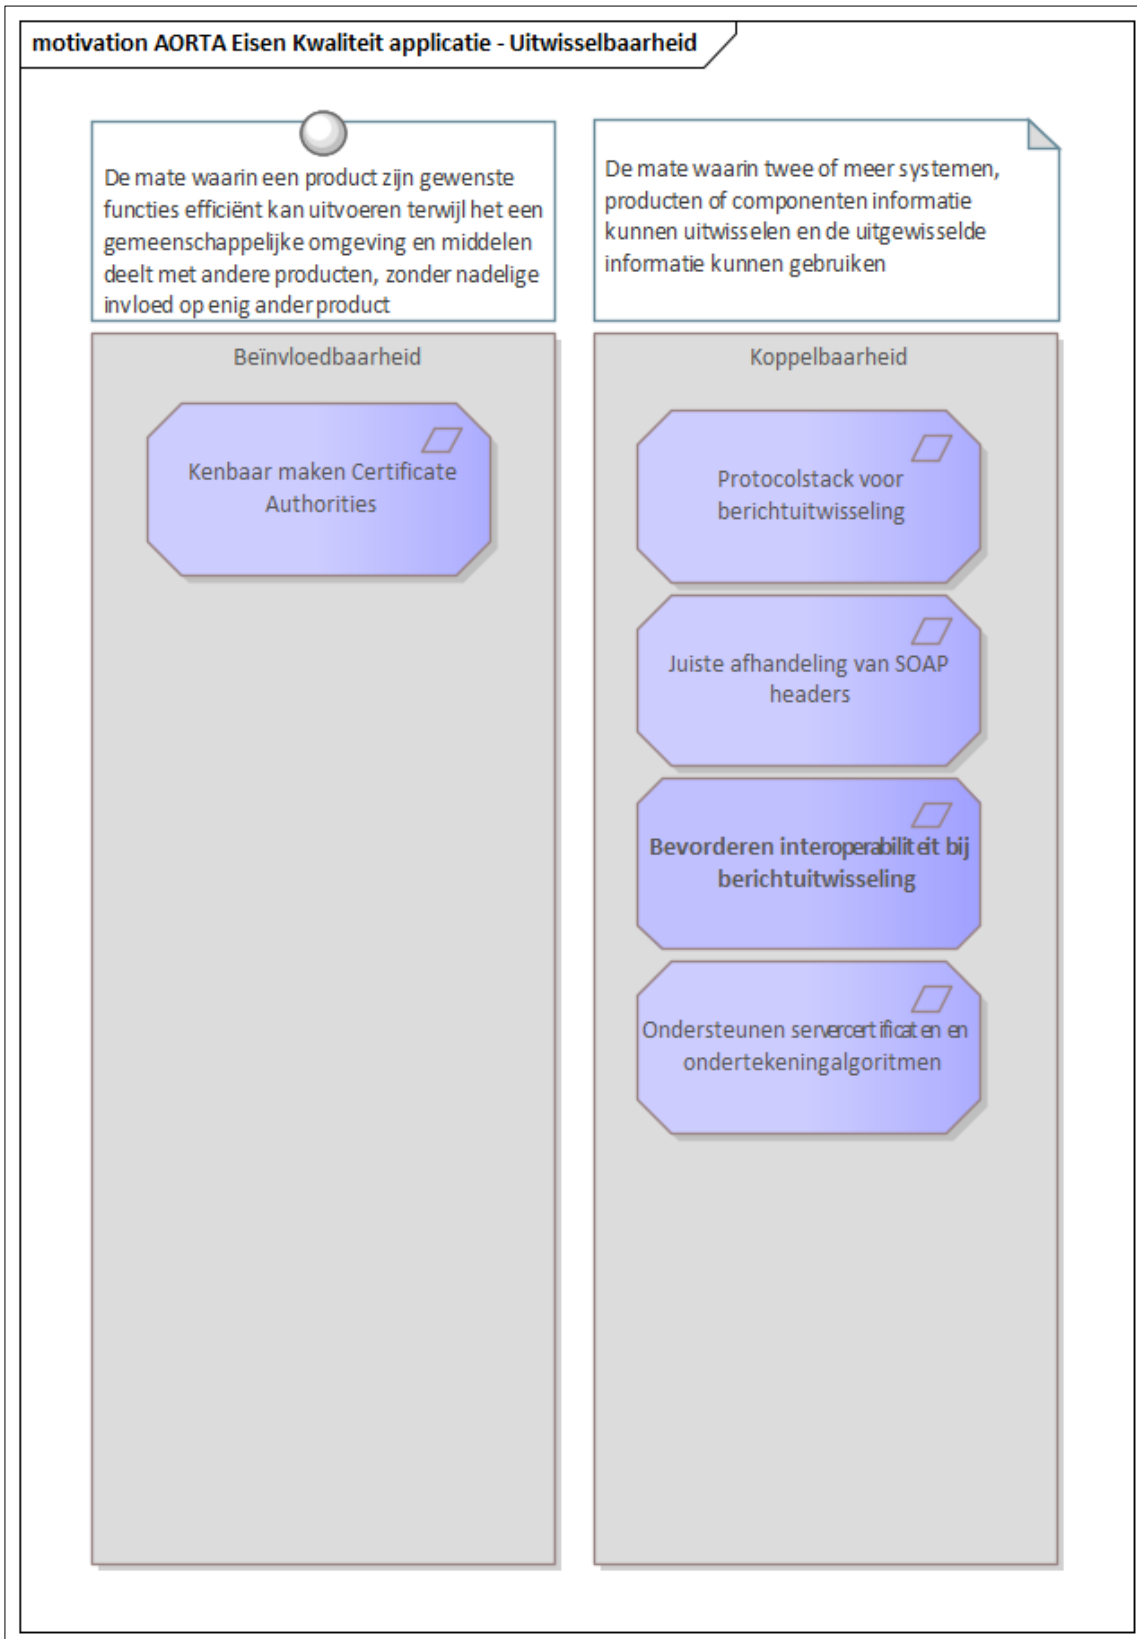 motivation AORTA Eisen Kwaliteit applicatie - Uitwisselbaarheid
De mate waarin een product zijn gewenste
functies efficiënt kan uitvoeren terwijl het een
gemeenschappelijke omgeving en middelen
deelt met andere producten, zonder nadelige
invloed op enig ander product
De mate waarin twee of meer systemen,
producten of componenten informatie
kunnen uitwisselen en de uitgewisselde
informatie kunnen gebruiken
Beïnvloedbaarheid
Kenbaar maken Certificate
Authorities
Koppelbaarheid
Protocolstack voor
berichtuitwisseling
Juiste afhandeling van SOAP
headers
Bevorderen interoperabiliteit bij
berichtuitwisseling
Ondersteunen servercertificaten en
ondertekeningalgoritmen